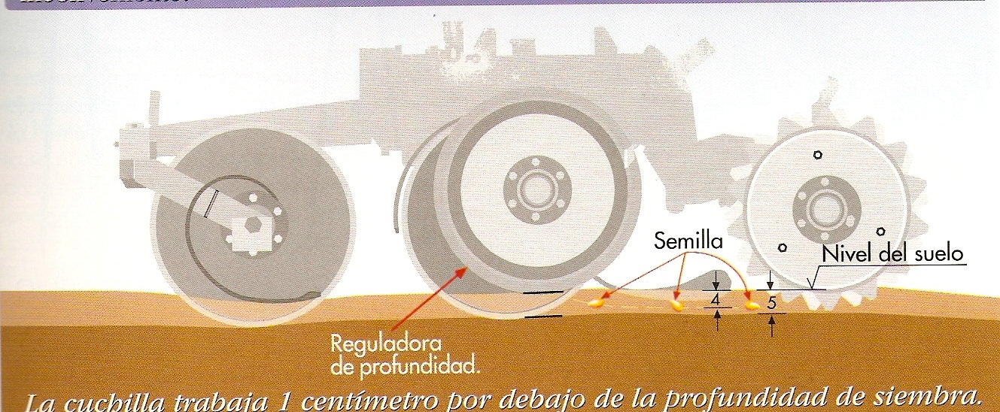 Semilla
Nivel del suelo
4
5
Reguladora
de profundidad.
La cuchilla trabaja 1 centímetro por debajo de la profundidad de siembra.